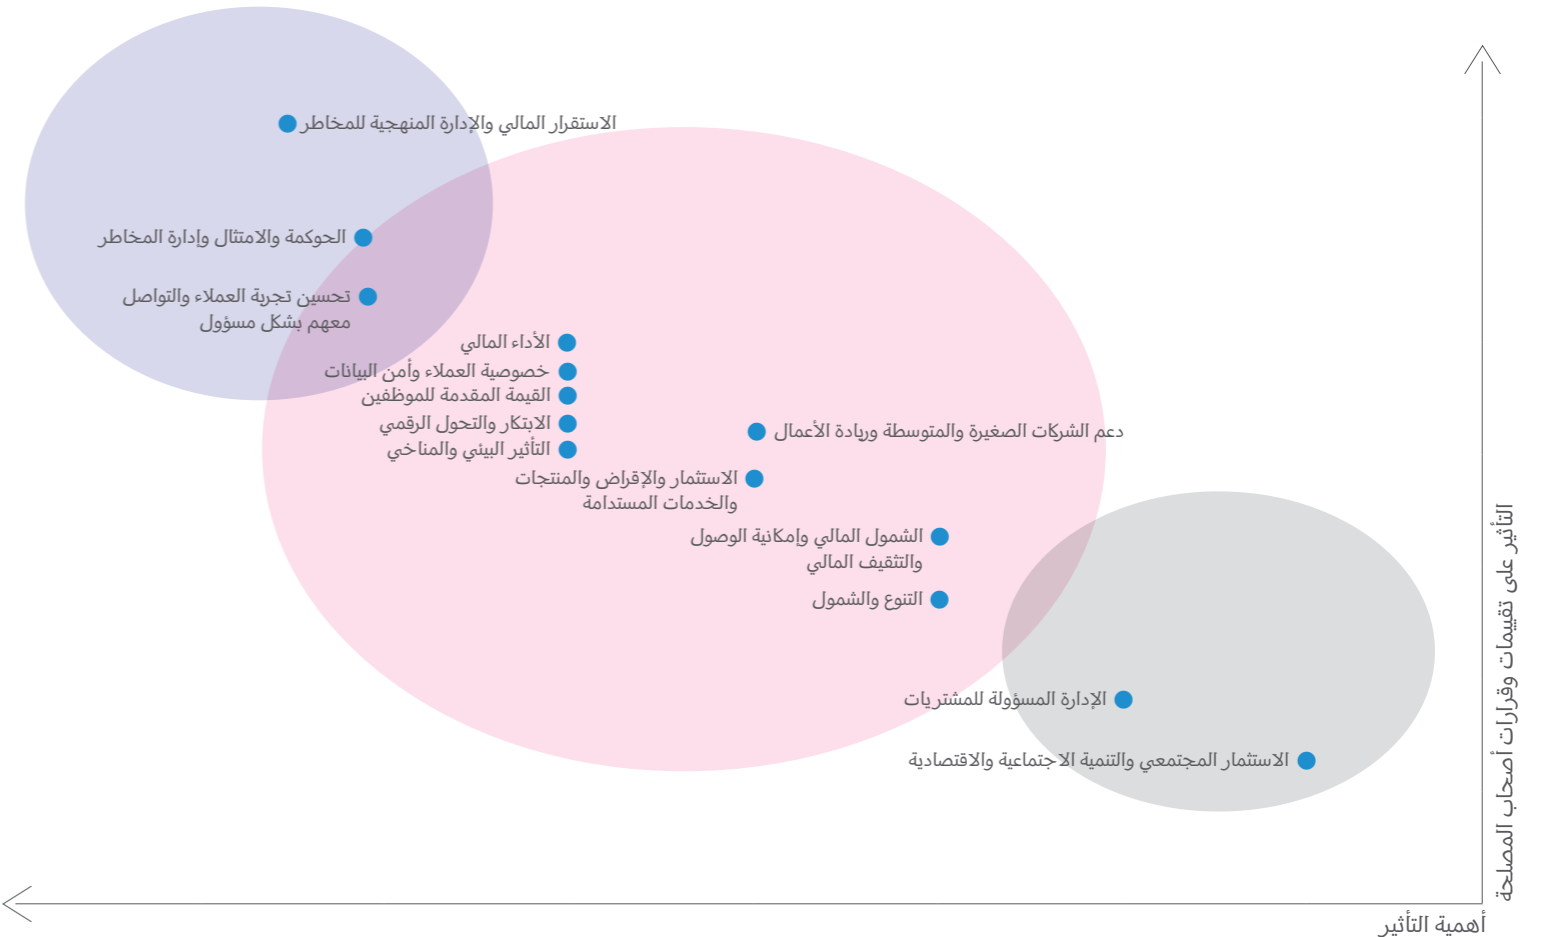 الاستقرار المالي والإدارة المنهجية للمخاطر
الحوكمة والامتثال وإدارة المخاطر
تحسين تجربة العملاء والتواصل
معهم بشكل مسؤول
الأداء المالي
خصوصية العملاء وأمن البيانات
القيمة المقدمة للموظفين
الابتكار والتحول الرقمي
التأثير البيئي والمناخي
دعم الشركات الصغيرة والمتوسطة وريادة الأعمال
الاستثمار والإقراض والمنتجات
والخدمات المستدامة
الشمول المالي وإمكانية الوصول
والتثقيف المالي
التنوع والشمول
الإدارة المسؤولة للمشتريات
الاستثمار المجتمعي والتنمية الاجتماعية والاقتصادية
التأثير على تقييمات وقرارات أصحاب المصلحة
أهمية التأثير